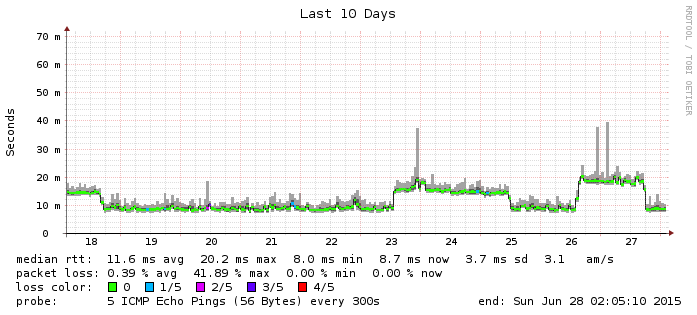 Last 10 Days
RRDTOOL / TOBI OETIKER
Seconds
70 m
60 m
50 m
40 m
30 m
20 m
10 m
0
18 19 20 21 22 23 24 25 26 27
median rtt: 11.6 ms avg 20.2 ms max 8.0 ms min 8.7 ms now 3.7 ms sd 3.1 am/s
packet loss: 0.39 % avg 41.89 % max 0.00 % min 0.00 % now
loss color: 0 1/5 2/5 3/5 4/5
probe: 5 ICMP Echo Pings (56 Bytes) every 300s end: Sun Jun 28 02:05:10 2015